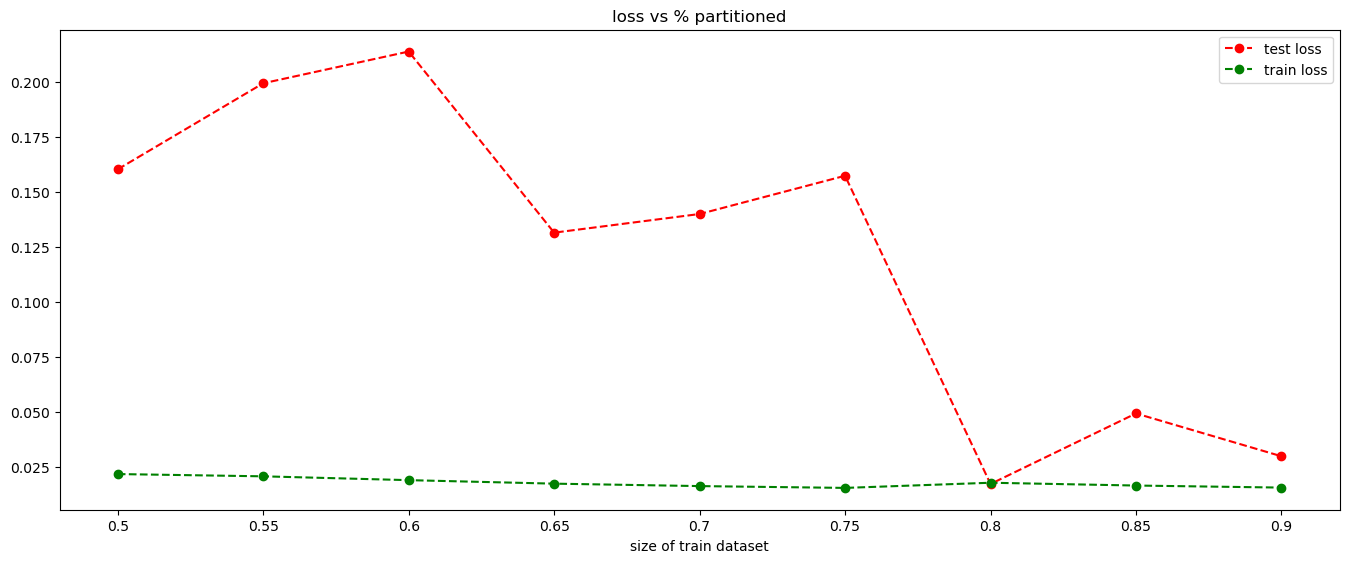 loss vs % partitioned
test loss
train loss
0.200
0.175
0.150
0.125
0.100
0.075
0.050
0.025
0.5 0.55 0.6 0.65 0.7 0.75 0.8 0.85 0.9
size of train dataset